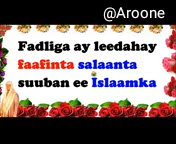 @Aroone
Fadliga ay leedahay
faafinta salaanta
suuban ee Islaamka